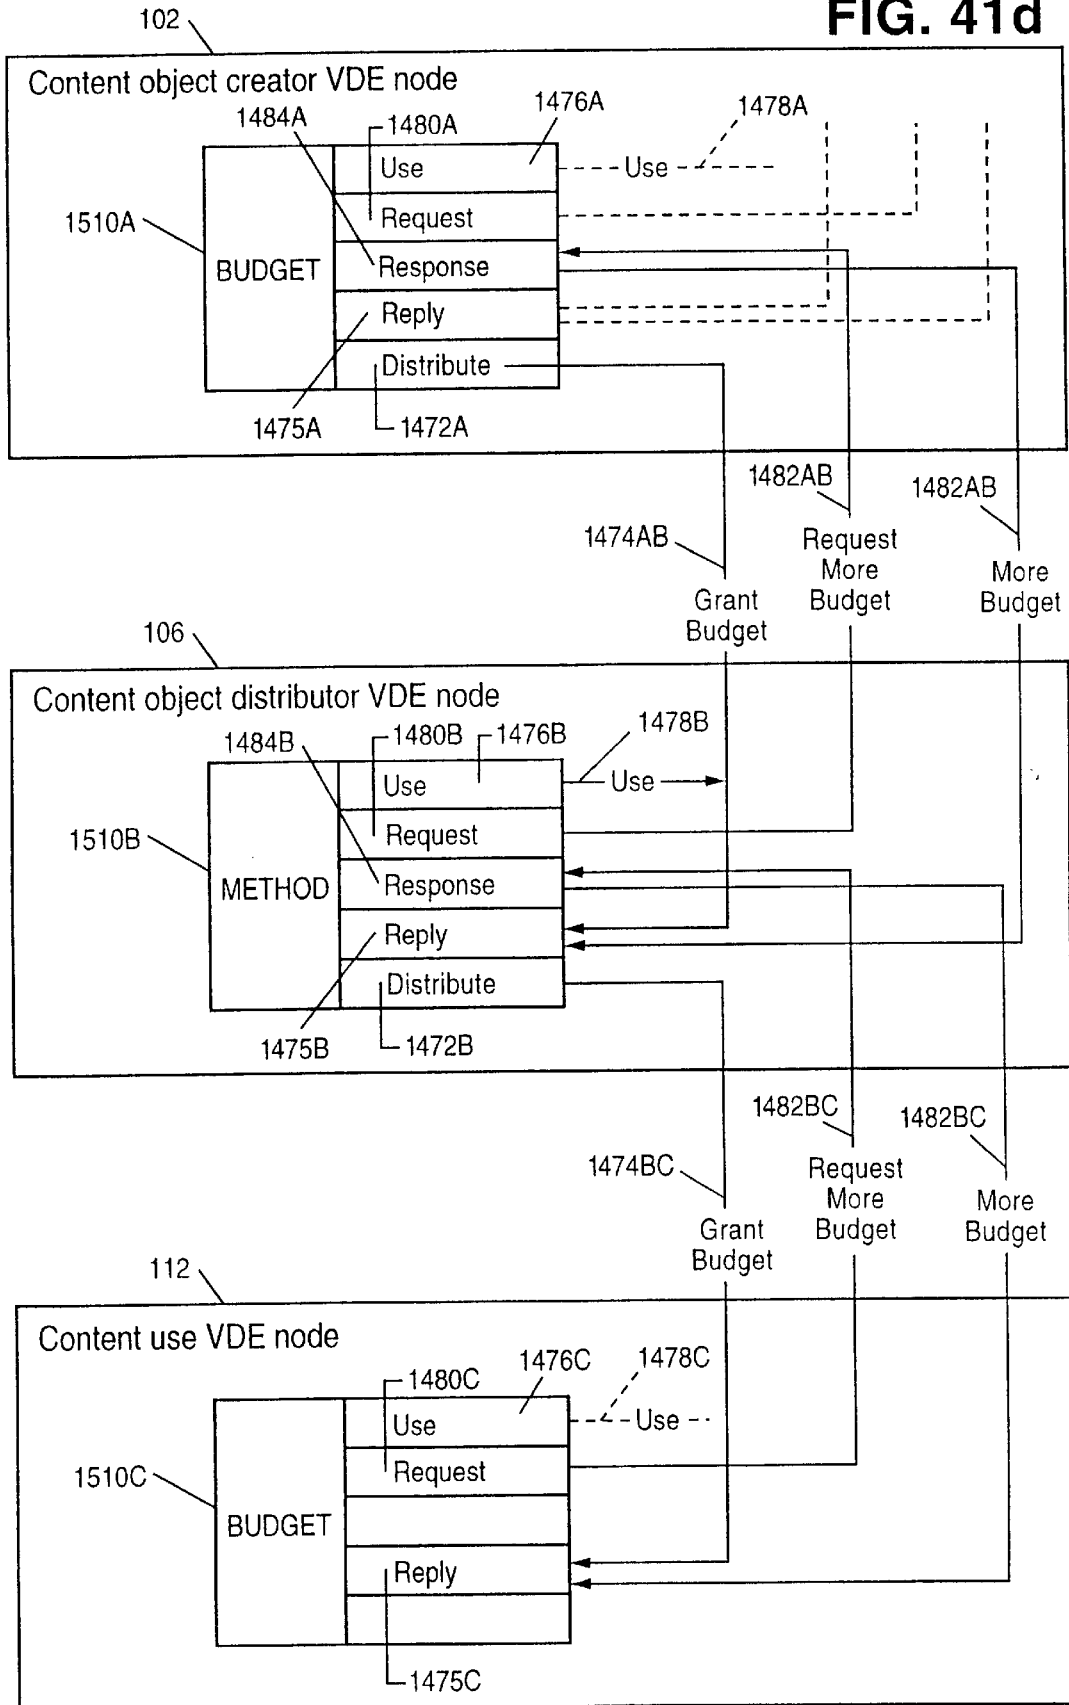 FIG. 41d
102
Content object creator VDE node
1484A
1480A
1476A
1478A
Use
Use
1510A
Request
BUDGET
Response
Reply
Distribute
1475A
1472A
1482AB
1482AB
1474AB
Request
More
Budget
More
Budget
Grant
Budget
106
Content object distributor VDE node
1484B
1480B
1476B
1478B
Use
Use
1510B
Request
METHOD
Response
Reply
Distribute
1475B
1472B
1482BC
1482BC
1474BC
Request
More
Budget
More
Budget
Grant
Budget
112
Content use VDE node
1480C
1476C
1478C
Use
Use
1510C
Request
BUDGET
Reply
1475C